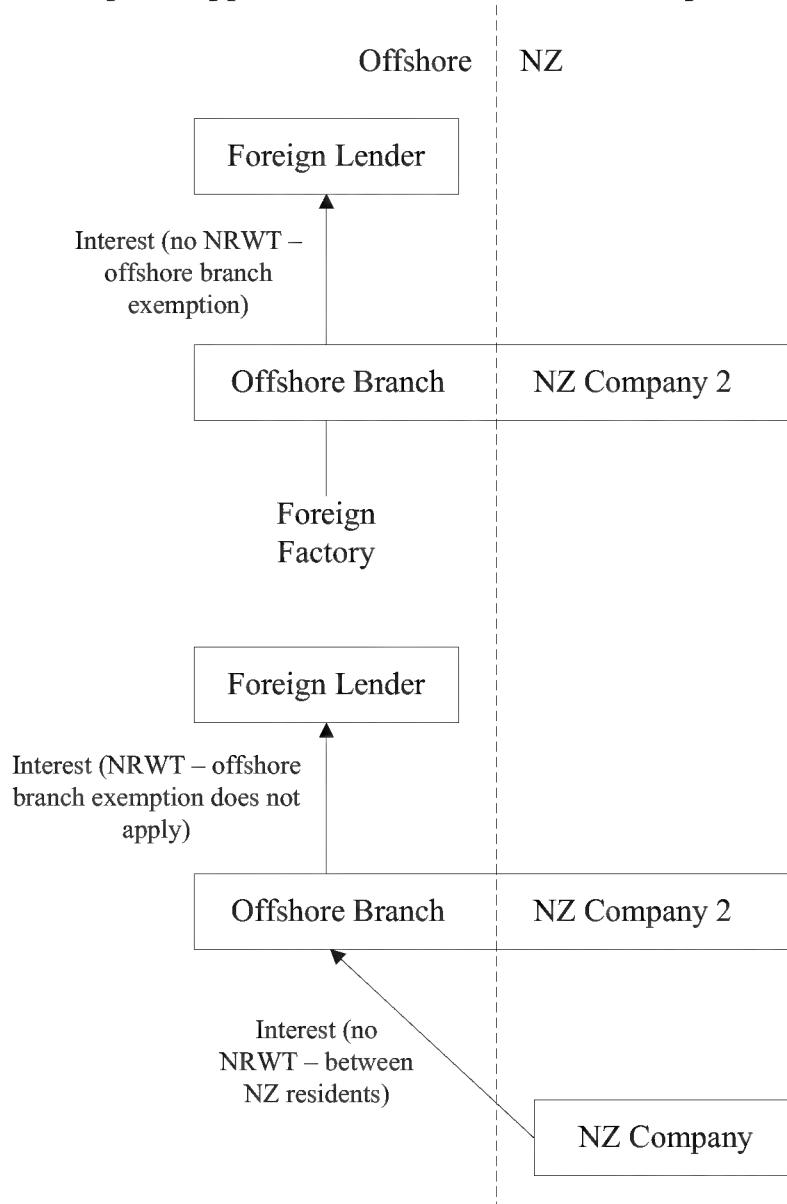 Offshore NZ
Foreign Lender
Interest (no NRWT –
offshore branch
exemption)
Offshore Branch NZ Company 2
Foreign
Factory
Foreign Lender
Interest (NRWT – offshore
branch exemption does not
apply)
Offshore Branch NZ Company 2
Interest (no
NRWT – between
NZ residents)
NZ Company